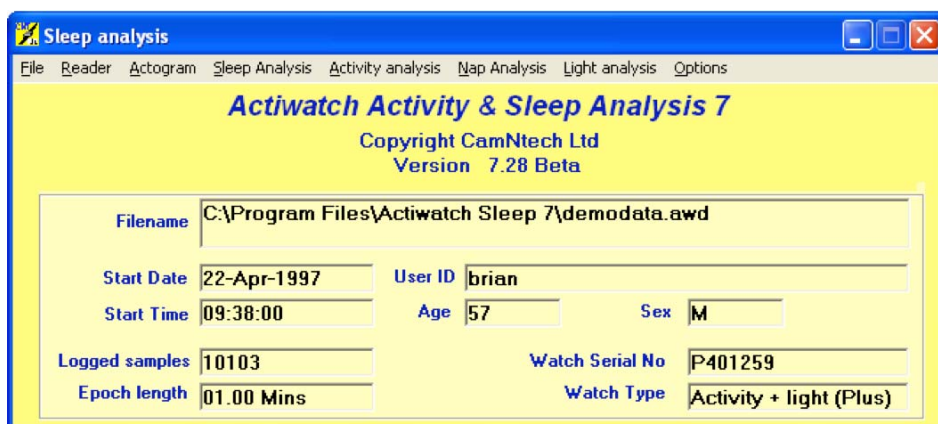 Sleep analysis
File Reader Actogram Sleep Analysis Activity analysis Nap Analysis Light analysis Options
Actiwatch Activity & Sleep Analysis 7
Copyright CamNtech Ltd
Version 7.28 Beta
Filename C:\Program Files\Actiwatch Sleep 7\demodata.awd
Start Date 22-Apr-1997 User ID brian
Start Time 09:38:00 Age 57 Sex M
Logged samples 10103 Watch Serial No P401259
Epoch length 01.00 Mins Watch Type Activity + light (Plus)